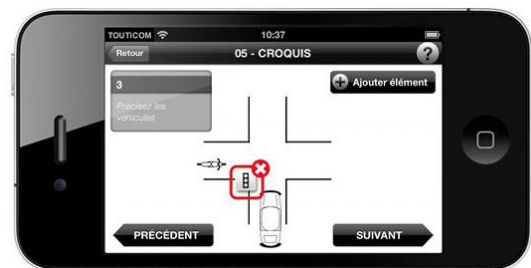 TOUTICOM 10:37
Retour 05 - CROQUIS ?
3
Précisez les
véhicules
Ajouter élément
PRÉCÉDENT SUIVANT